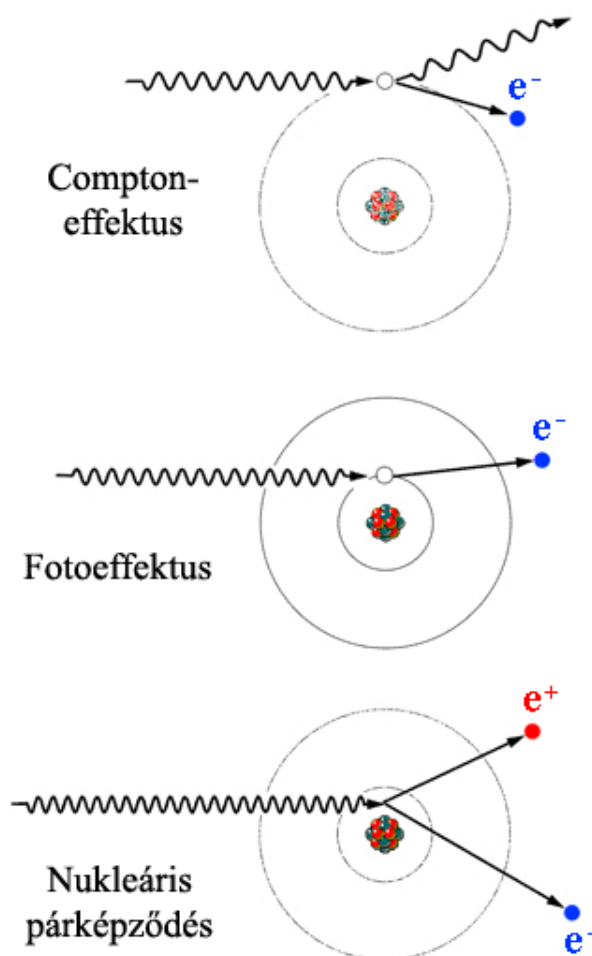 e⁻
Compton-
effektus
e⁻
Fotoeffektus
e⁺
Nukleáris
párképződés
e⁻